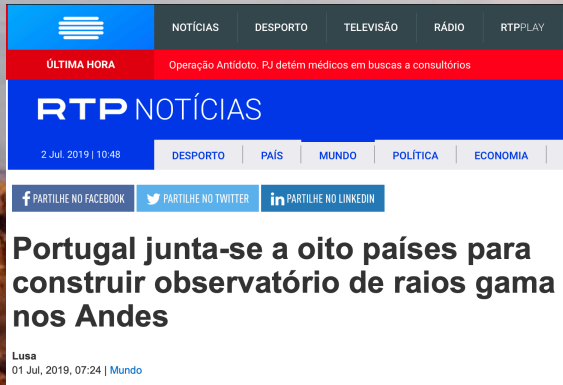 NOTÍCIAS DESPORTO TELEVISÃO RÁDIO RTPPLAY
ÚLTIMA HORA Operação Antídoto. PJ detém médicos em buscas a consultórios
RTP NOTÍCIAS
2 Jul. 2019 | 10:48 DESPORTO PAÍS MUNDO POLÍTICA ECONOMIA
f PARTILHE NO FACEBOOK PARTILHE NO TWITTER in PARTILHE NO LINKEDIN
Portugal junta-se a oito países para
construir observatório de raios gama
nos Andes
Lusa
01 Jul, 2019, 07:24 | Mundo